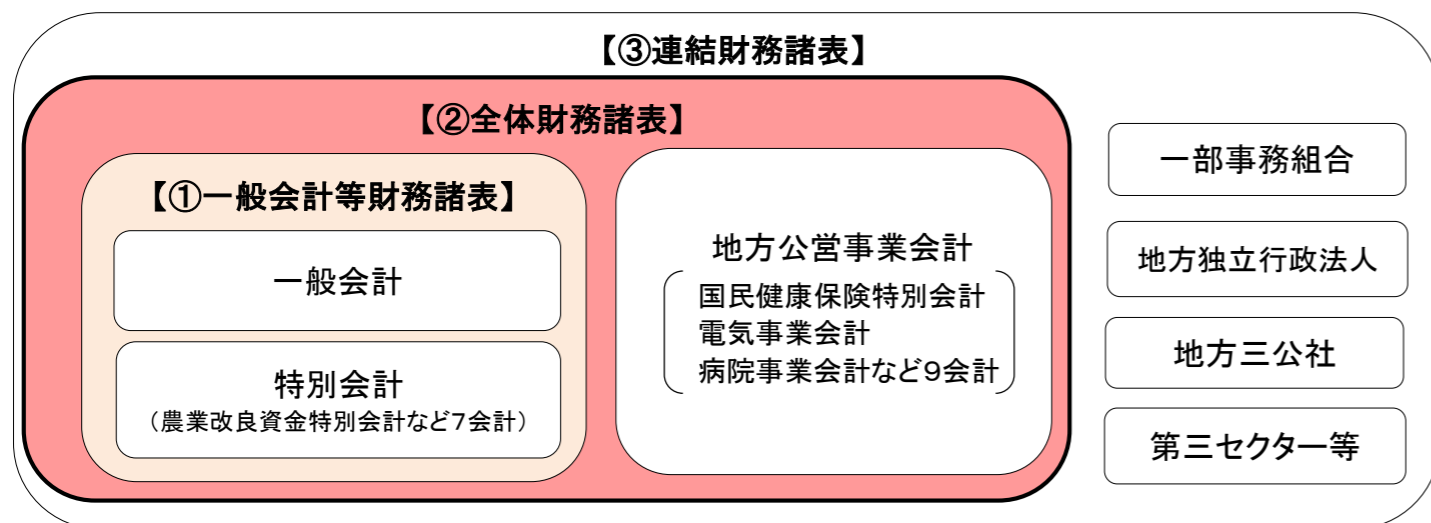 【③連結財務諸表】
【②全体財務諸表】
【①一般会計等財務諸表】
一般会計
特別会計
（農業改良資金特別会計など７会計）
地方公営事業会計
国民健康保険特別会計
電気事業会計
病院事業会計など９会計
一部事務組合
地方独立行政法人
地方三公社
第三セクター等